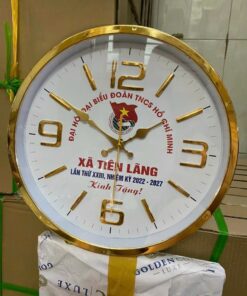 12
ĐẠI HỘI ĐẠI BIỂU ĐOÀN TNCS HỒ CHÍ MINH
XÃ TIÊN LÃNG
LẦN THỨ XXIII, NHIỆM KỲ 2022 - 2027
Kính Tặng!
9
3
6
GOLDEN
LUXE